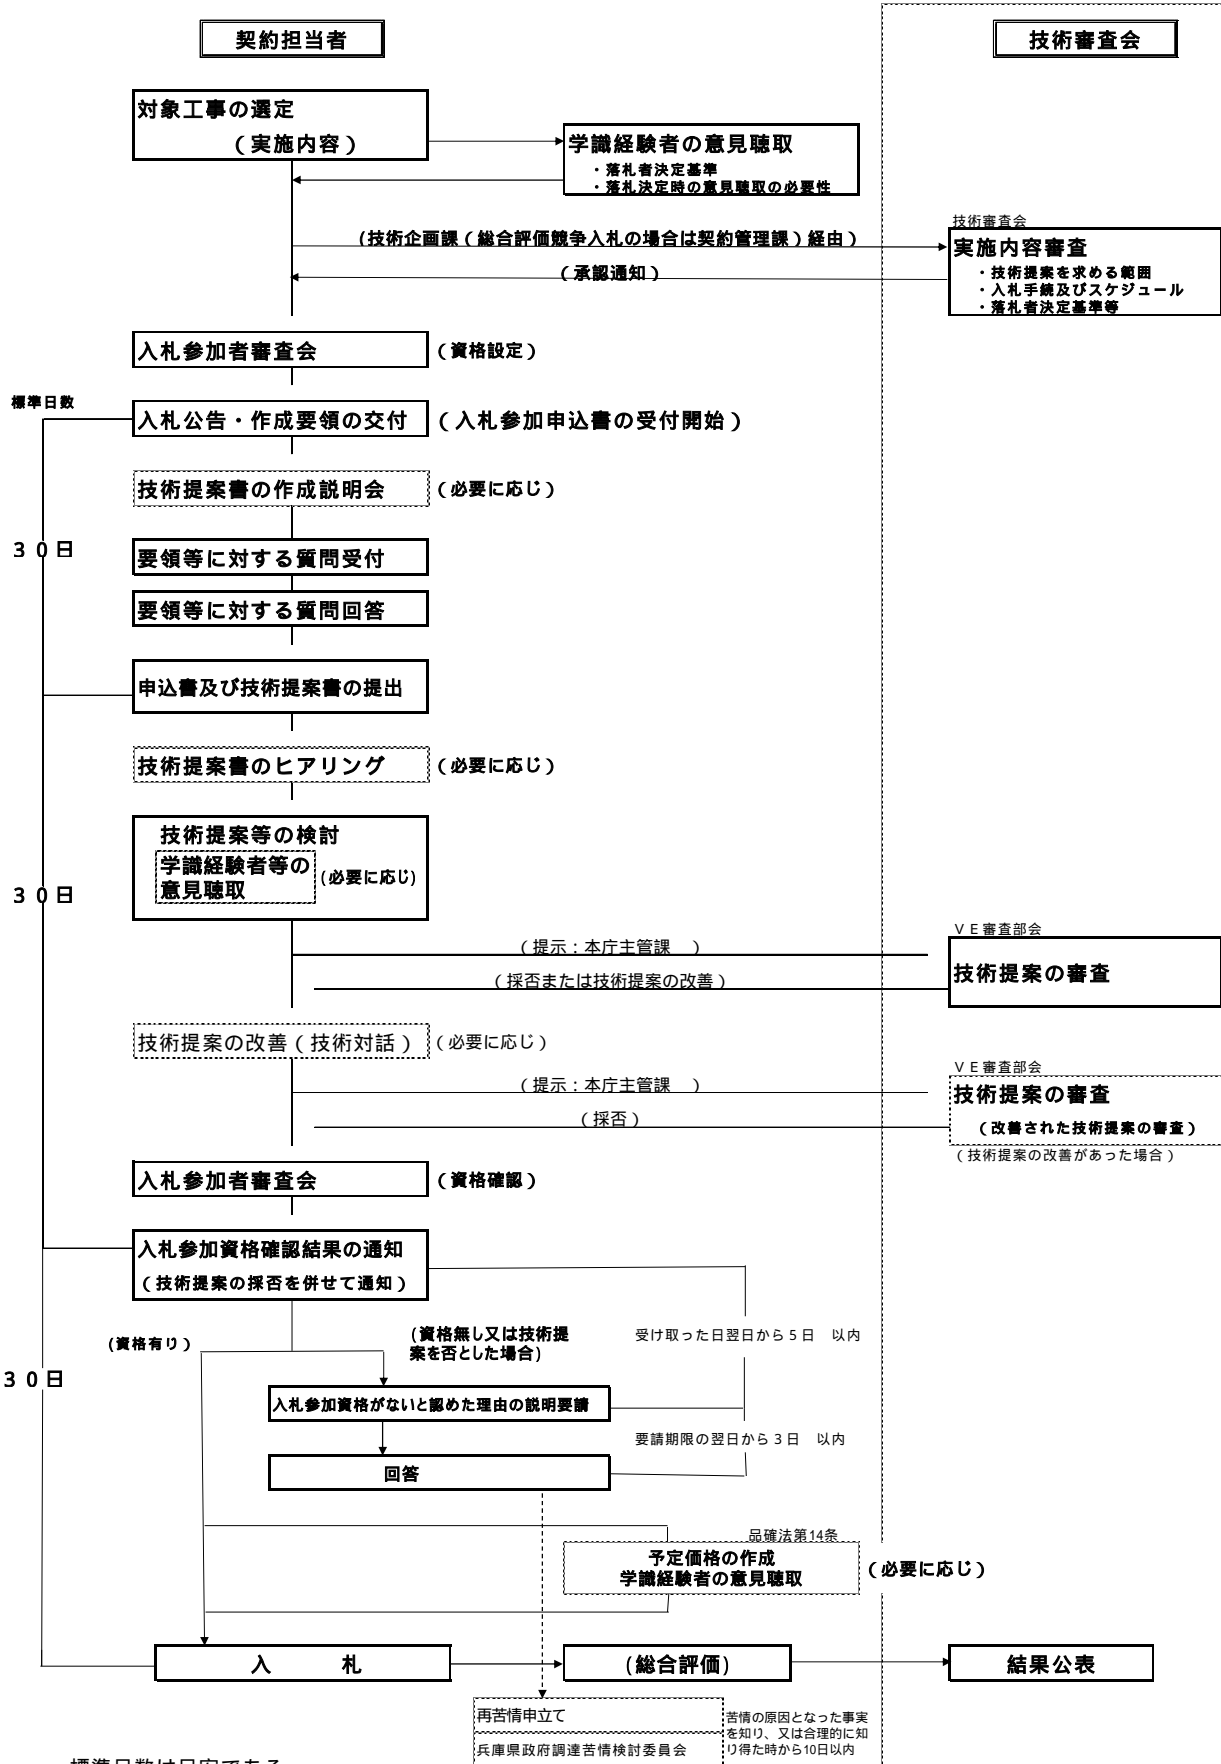 契約担当者
技術審査会
対象工事の選定
(実施内容)
学識経験者の意見聴取
・落札者決定基準
・落札決定時の意見聴取の必要性
(技術企画課(総合評価競争入札の場合は契約管理課)経由)
(承認通知)
技術審査会
実施内容審査
・技術提案を求める範囲
・入札手続及びスケジュール
・落札者決定基準等
入札参加者審査会
(資格設定)
標準日数
入札公告・作成要領の交付
(入札参加申込書の受付開始)
技術提案書の作成説明会
(必要に応じ)
30日
要領等に対する質問受付
要領等に対する質問回答
申込書及び技術提案書の提出
技術提案書のヒアリング
(必要に応じ)
技術提案等の検討
学識経験者等の
意見聴取
(必要に応じ)
30日
(提示:本庁主管課 )
(採否または技術提案の改善)
VE審査部会
技術提案の審査
技術提案の改善(技術対話)
(必要に応じ)
(提示:本庁主管課 )
(採否)
VE審査部会
技術提案の審査
(改善された技術提案の審査)
(技術提案の改善があった場合)
入札参加者審査会
(資格確認)
入札参加資格確認結果の通知
(技術提案の採否を併せて通知)
(資格有り)
(資格無し又は技術提
案を否とした場合)
受け取った日翌日から5日 以内
30日
入札参加資格がないと認めた理由の説明要請
要請期限の翌日から3日 以内
回答
品確法第14条
予定価格の作成
学識経験者の意見聴取
(必要に応じ)
入 札
(総合評価)
結果公表
再苦情申立て
兵庫県政府調達苦情検討委員会
苦情の原因となった事実
を知り、又は合理的に知
り得た時から10日以内
標準日数は目安である